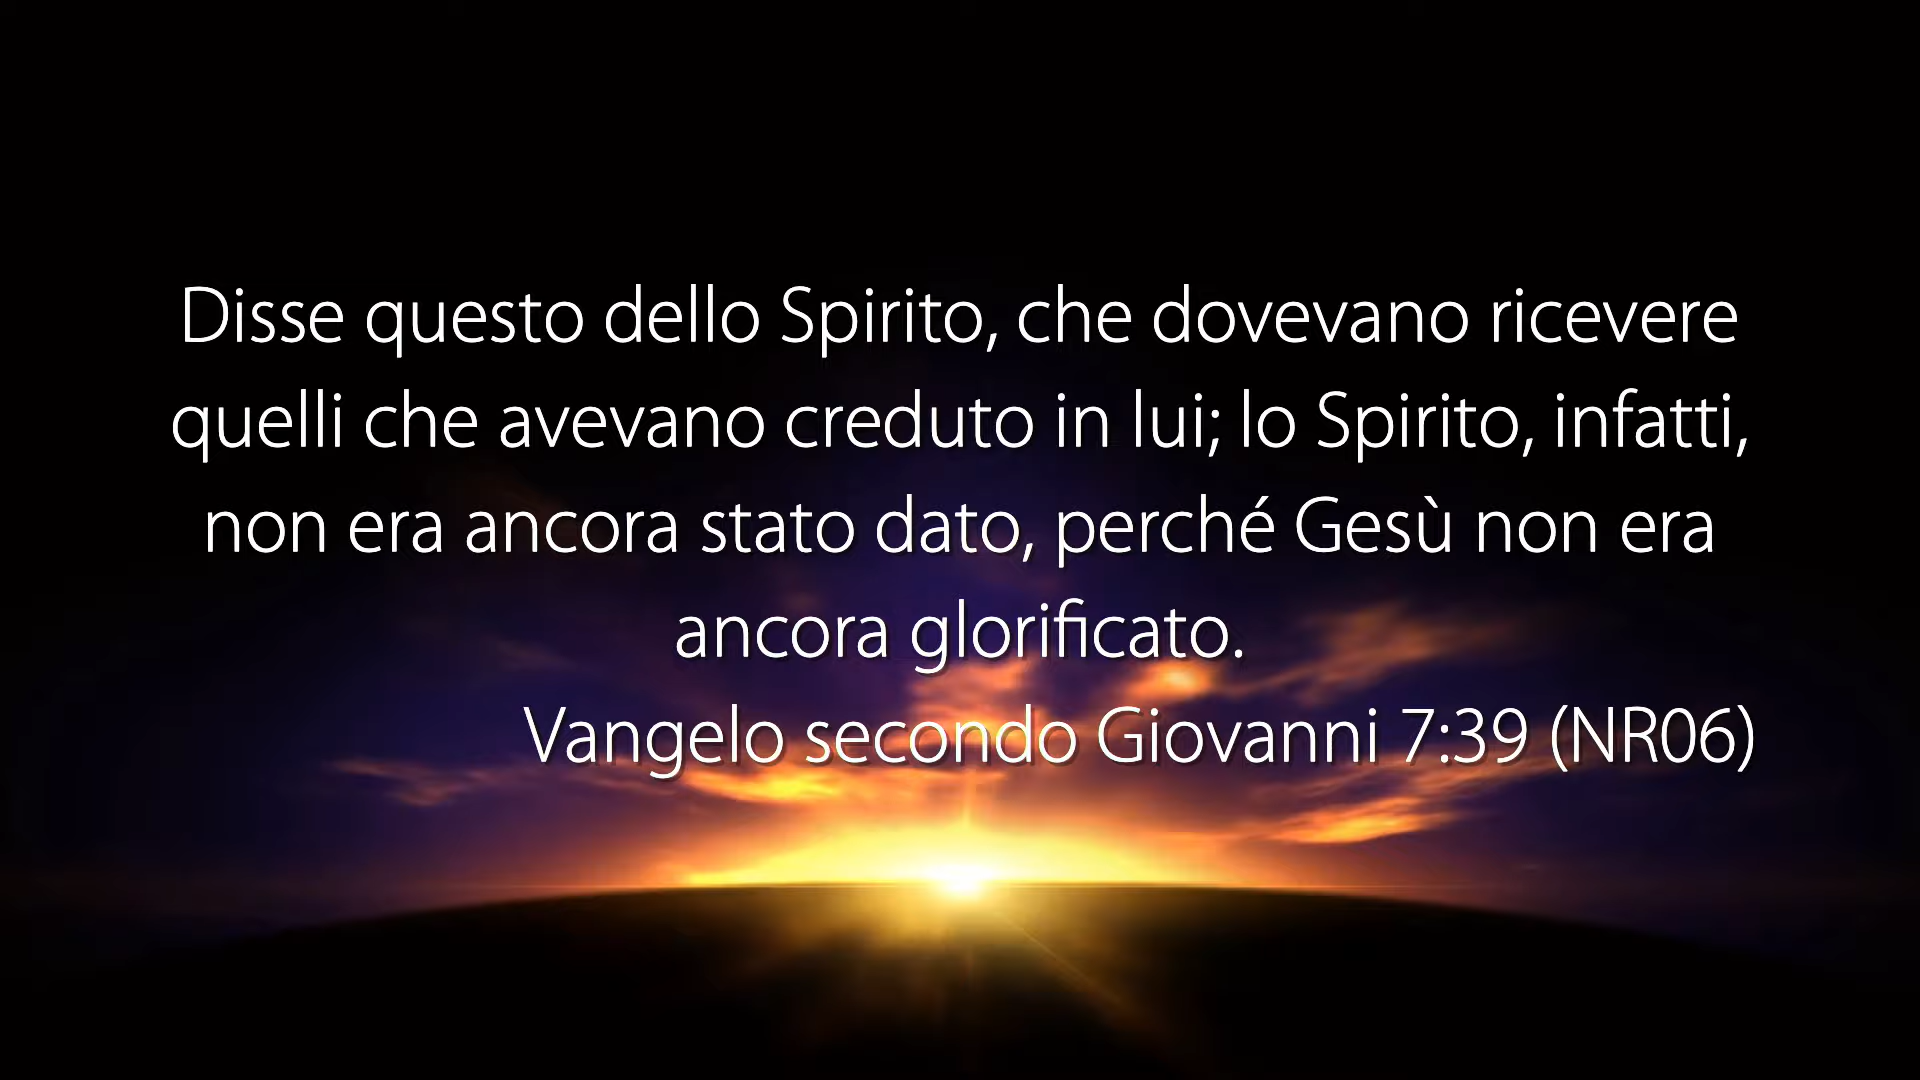 Disse questo dello Spirito, che dovevano ricevere
quelli che avevano creduto in lui; lo Spirito, infatti,
non era ancora stato dato, perché Gesù non era
ancora glorificato.
Vangelo secondo Giovanni 7:39 (NR06)